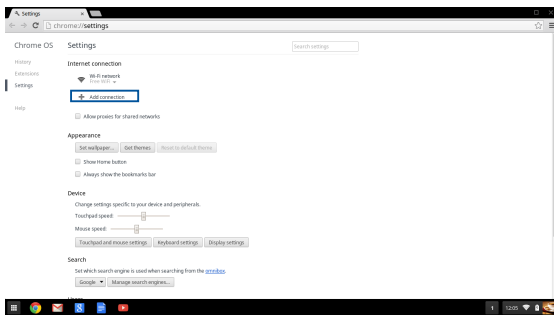 Settings
chrome://settings
Chrome OS
Settings
Search settings
History
Extensions
Settings
Help
Internet connection
Wi-Fi network
Free WiFi
Add connection
Allow proxies for shared networks
Appearance
Set wallpaper... Get themes Reset to default theme
Show Home button
Always show the bookmarks bar
Device
Change settings specific to your device and peripherals.
Touchpad speed:
Mouse speed:
Touchpad and mouse settings Keyboard settings Display settings
Search
Set which search engine is used when searching from the omnibox.
Google Manage search engines...
1 12:05